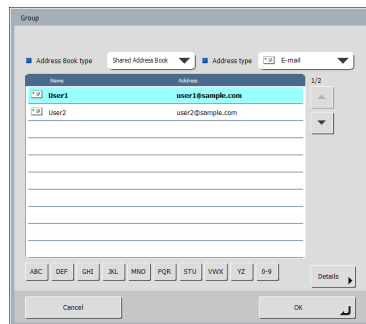 Group
Address Book type Shared Address Book Address type E-mail
Name Address 1/2
User1 user1@sample.com
User2 user2@sample.com
ABC DEF GHI JKL MNO PQR STU VWX YZ 0-9 Details
Cancel OK